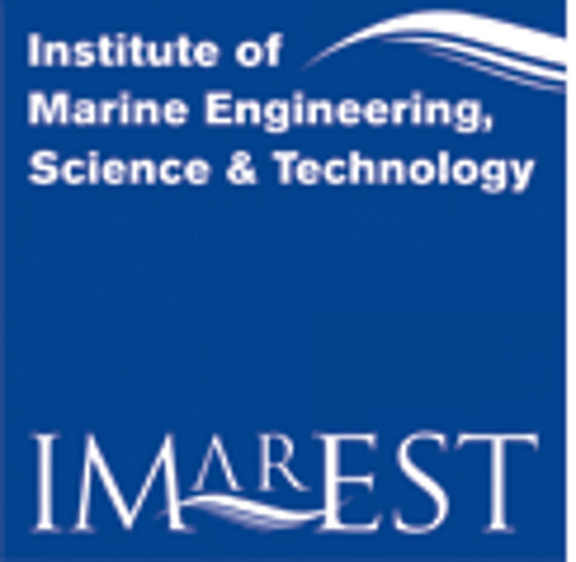 Institute of
Marine Engineering,
Science & Technology
IMAREST